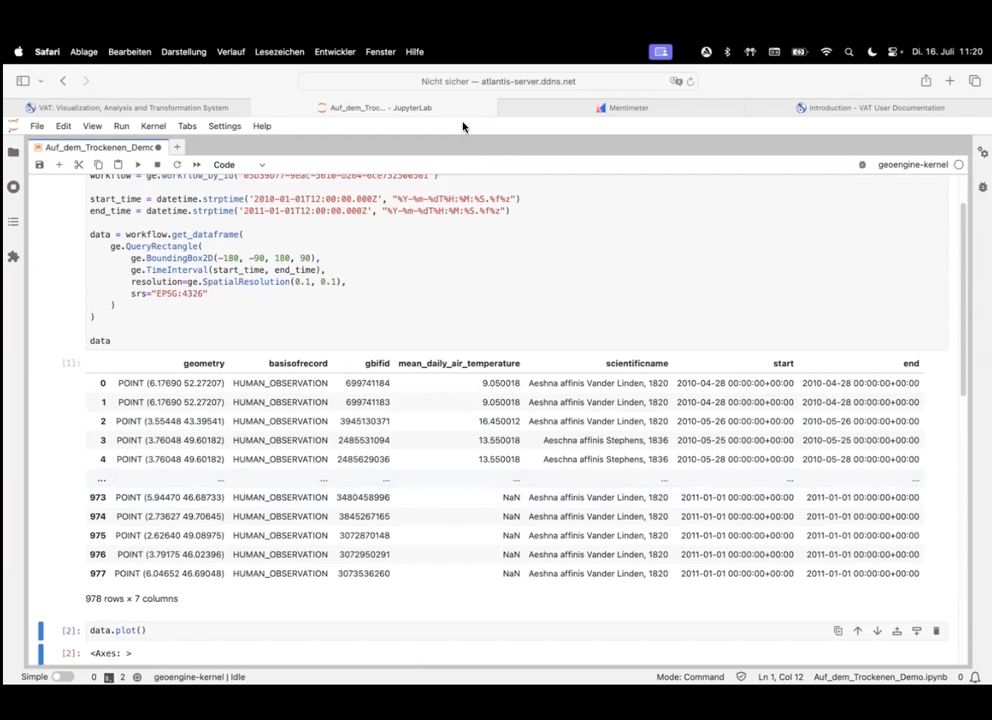 Safari Ablage Bearbeiten Darstellung Verlauf Lesezeichen Entwickler Fenster Hilfe Di. 16. Juli 11:20
Nicht sicher — atlantis-server.ddns.net
VAT: Visualization, Analysis and Transformation System Auf_dem_Troc... - JupyterLab Mentimeter Introduction - VAT User Documentation
File Edit View Run Kernel Tabs Settings Help
Auf_dem_Trockenen_Demo
Code geoengine-kernel
start_time = datetime.strptime('2010-01-01T12:00:00.000Z', "%Y-%m-%dT%H:%M:%S.%f%z")
end_time = datetime.strptime('2011-01-01T12:00:00.000Z', "%Y-%m-%dT%H:%M:%S.%f%z")
data = workflow.get_dataframe(
ge.QueryRectangle(
ge.BoundingBox2D(-180, -90, 180, 90),
ge.TimeInterval(start_time, end_time),
resolution=ge.SpatialResolution(0.1, 0.1),
srs="EPSG:4326"
)
)
data
[1]: geometry basisofrecord gbifid mean_daily_air_temperature scientificname start end
0 POINT (6.17690 52.27207) HUMAN_OBSERVATION 699741184 9.050018 Aeshna affinis Vander Linden, 1820 2010-04-28 00:00:00+00:00 2010-04-28 00:00:00+00:00
1 POINT (6.17690 52.27207) HUMAN_OBSERVATION 699741183 9.050018 Aeshna affinis Vander Linden, 1820 2010-04-28 00:00:00+00:00 2010-04-28 00:00:00+00:00
2 POINT (3.55448 43.39541) HUMAN_OBSERVATION 3945130371 16.450012 Aeshna affinis Vander Linden, 1820 2010-05-26 00:00:00+00:00 2010-05-26 00:00:00+00:00
3 POINT (3.76048 49.60182) HUMAN_OBSERVATION 2485531094 13.550018 Aeschna affinis Stephens, 1836 2010-05-28 00:00:00+00:00 2010-05-28 00:00:00+00:00
4 POINT (3.76048 49.60182) HUMAN_OBSERVATION 2485629036 13.550018 Aeschna affinis Stephens, 1836 2010-05-28 00:00:00+00:00 2010-05-28 00:00:00+00:00
... ... ... ... ... ... ... ...
973 POINT (5.94470 46.68733) HUMAN_OBSERVATION 3480458996 NaN Aeshna affinis Vander Linden, 1820 2011-01-01 00:00:00+00:00 2011-01-01 00:00:00+00:00
974 POINT (2.73627 49.70645) HUMAN_OBSERVATION 3845267165 NaN Aeshna affinis Vander Linden, 1820 2011-01-01 00:00:00+00:00 2011-01-01 00:00:00+00:00
975 POINT (2.62640 49.08975) HUMAN_OBSERVATION 3072870148 NaN Aeshna affinis Vander Linden, 1820 2011-01-01 00:00:00+00:00 2011-01-01 00:00:00+00:00
976 POINT (3.79175 46.02396) HUMAN_OBSERVATION 3072950291 NaN Aeshna affinis Vander Linden, 1820 2011-01-01 00:00:00+00:00 2011-01-01 00:00:00+00:00
977 POINT (6.04652 46.69048) HUMAN_OBSERVATION 3073536260 NaN Aeshna affinis Vander Linden, 1820 2011-01-01 00:00:00+00:00 2011-01-01 00:00:00+00:00
978 rows × 7 columns
[2]: data.plot()
[2]: <Axes: >
Simple 0 2 geoengine-kernel | Idle Mode: Command Ln 1, Col 12 Auf_dem_Trockenen_Demo.ipynb 0